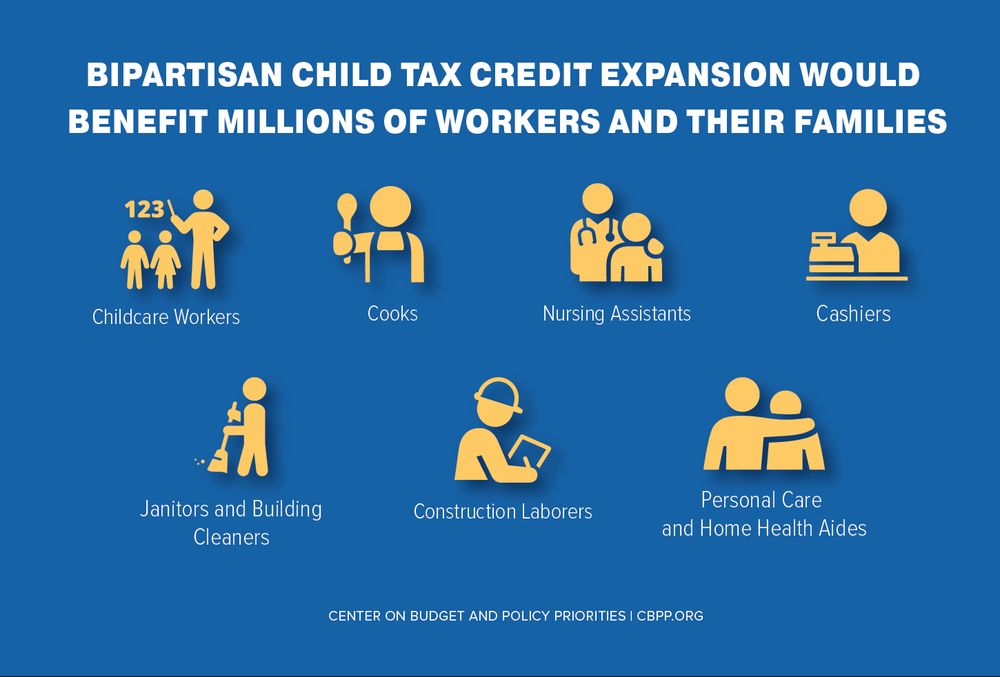 BIPARTISAN CHILD TAX CREDIT EXPANSION WOULD
BENEFIT MILLIONS OF WORKERS AND THEIR FAMILIES
123
Childcare Workers
Cooks
Nursing Assistants
Cashiers
Janitors and Building
Cleaners
Construction Laborers
Personal Care
and Home Health Aides
CENTER ON BUDGET AND POLICY PRIORITIES | CBPP.ORG